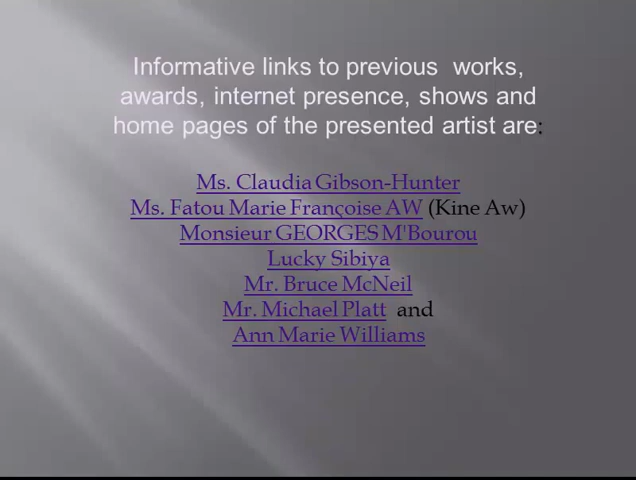 Informative links to previous works,
awards, internet presence, shows and
home pages of the presented artist are:
Ms. Claudia Gibson-Hunter
Ms. Fatou Marie Françoise AW (Kine Aw)
Monsieur GEORGES M'Bourou
Lucky Sibiya
Mr. Bruce McNeil
Mr. Michael Platt and
Ann Marie Williams